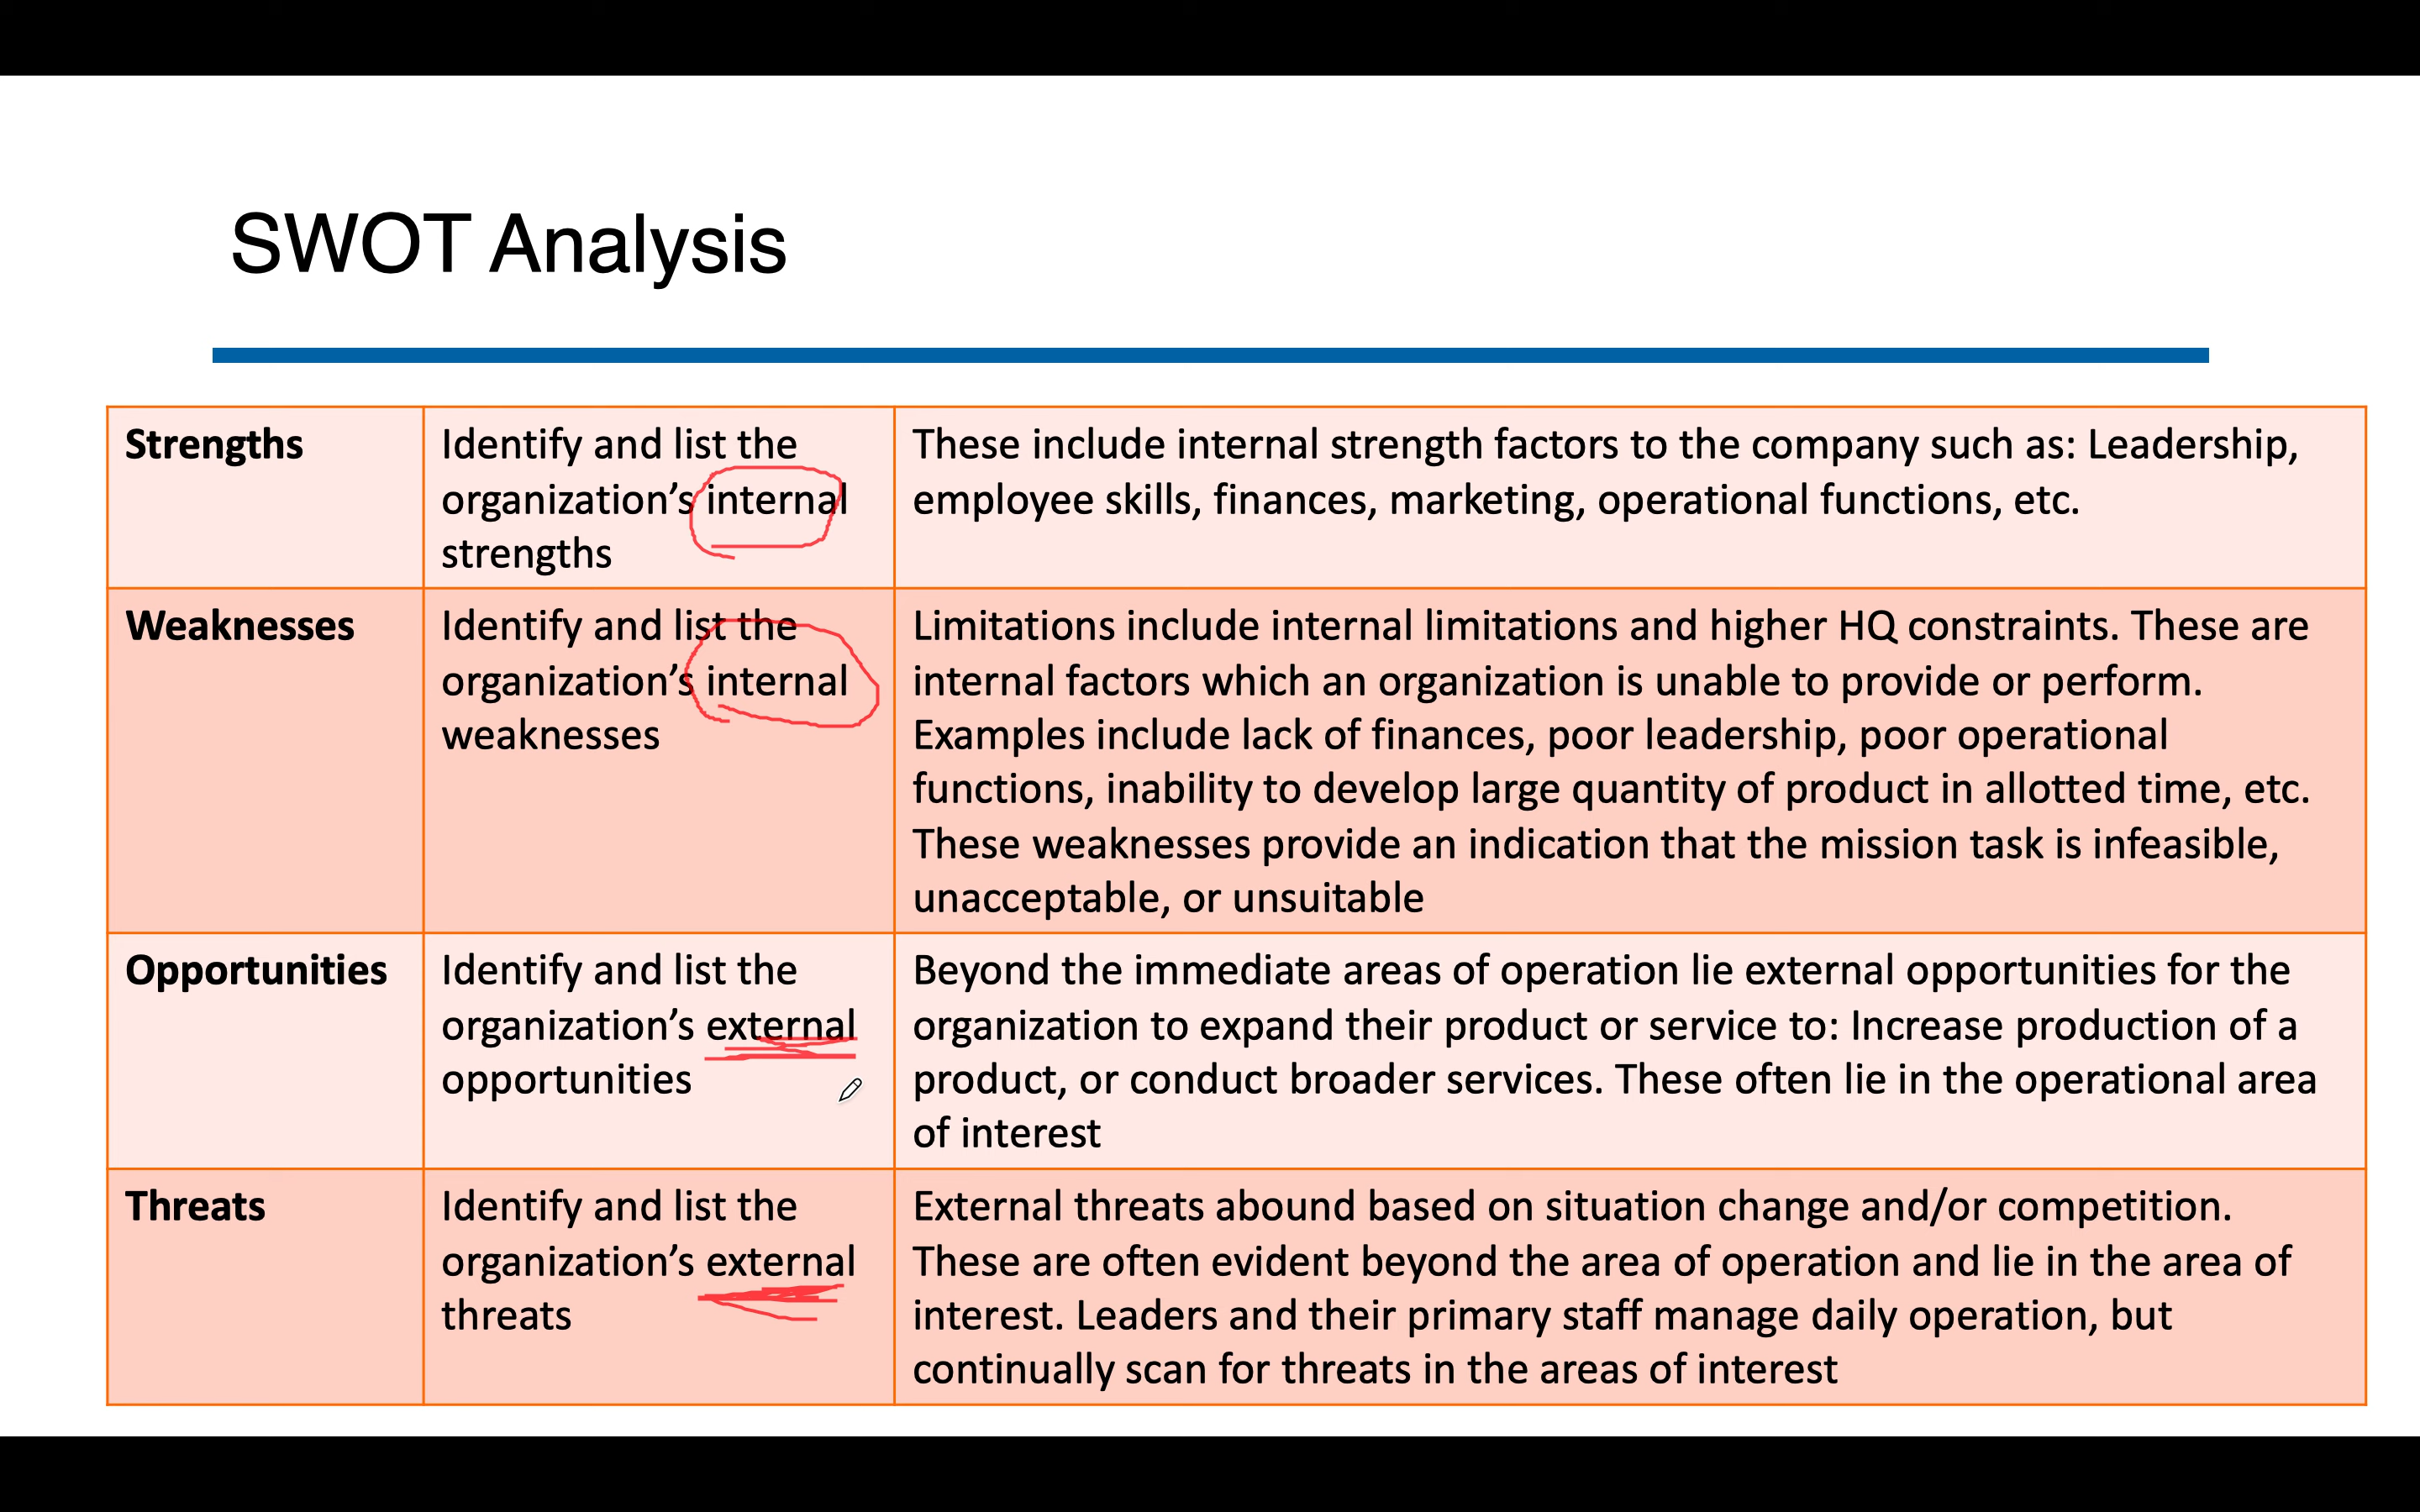 SWOT Analysis
Strengths
Identify and list the
organization’s internal
strengths
These include internal strength factors to the company such as: Leadership,
employee skills, finances, marketing, operational functions, etc.
Weaknesses
Identify and list the
organization’s internal
weaknesses
Limitations include internal limitations and higher HQ constraints. These are
internal factors which an organization is unable to provide or perform.
Examples include lack of finances, poor leadership, poor operational
functions, inability to develop large quantity of product in allotted time, etc.
These weaknesses provide an indication that the mission task is infeasible,
unacceptable, or unsuitable
Opportunities
Identify and list the
organization’s external
opportunities
Beyond the immediate areas of operation lie external opportunities for the
organization to expand their product or service to: Increase production of a
product, or conduct broader services. These often lie in the operational area
of interest
Threats
Identify and list the
organization’s external
threats
External threats abound based on situation change and/or competition.
These are often evident beyond the area of operation and lie in the area of
interest. Leaders and their primary staff manage daily operation, but
continually scan for threats in the areas of interest